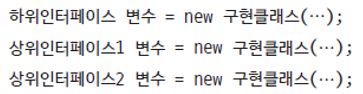 하위인터페이스 변수 = new 구현클래스(…);
상위인터페이스1 변수 = new 구현클래스(…);
상위인터페이스2 변수 = new 구현클래스(…);